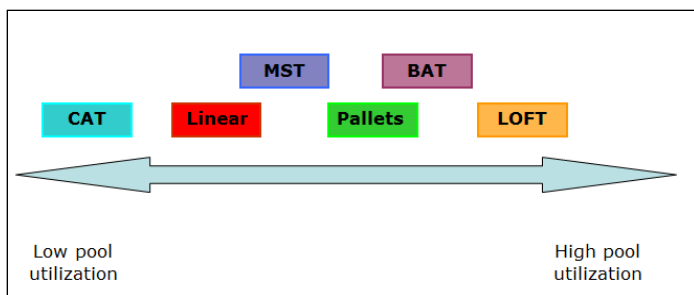 MST
BAT
CAT
Linear
Pallets
LOFT
Low pool
utilization
High pool
utilization